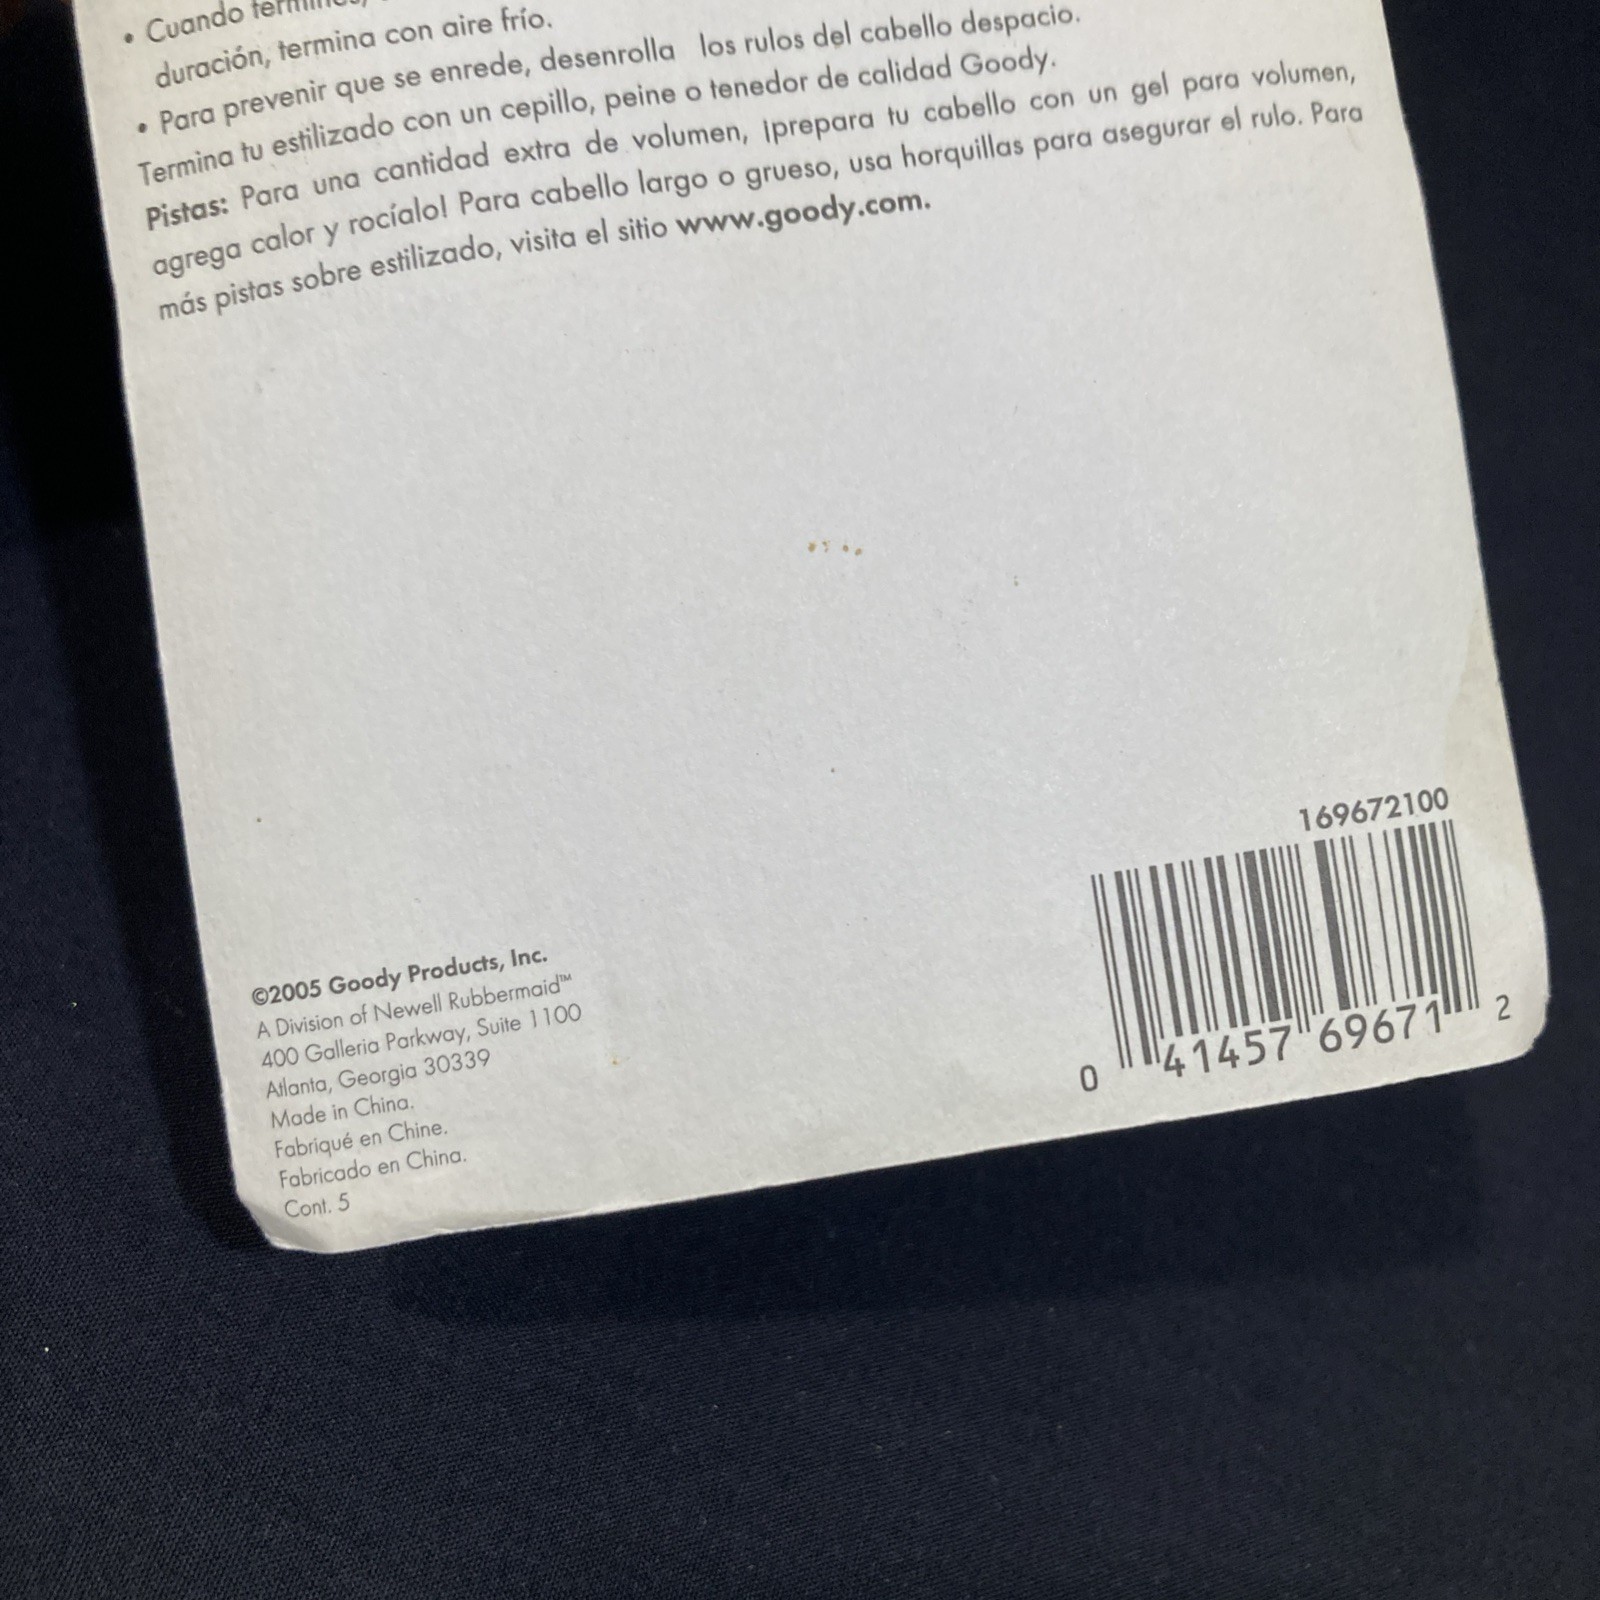 • Cuando termines,
duración, termina con aire frío.
• Para prevenir que se enrede, desenrolla los rulos del cabello despacio.
Termina tu estilizado con un cepillo, peine o tenedor de calidad Goody.
Pistas: Para una cantidad extra de volumen, ¡prepara tu cabello con un gel para volumen,
agrega calor y rocíalo! Para cabello largo o grueso, usa horquillas para asegurar el rulo. Para
más pistas sobre estilizado, visita el sitio www.goody.com.
169672100
0 41457 69671 2
©2005 Goody Products, Inc.
A Division of Newell Rubbermaid™
400 Galleria Parkway, Suite 1100
Atlanta, Georgia 30339
Made in China.
Fabriqué en Chine.
Fabricado en China.
Cont. 5